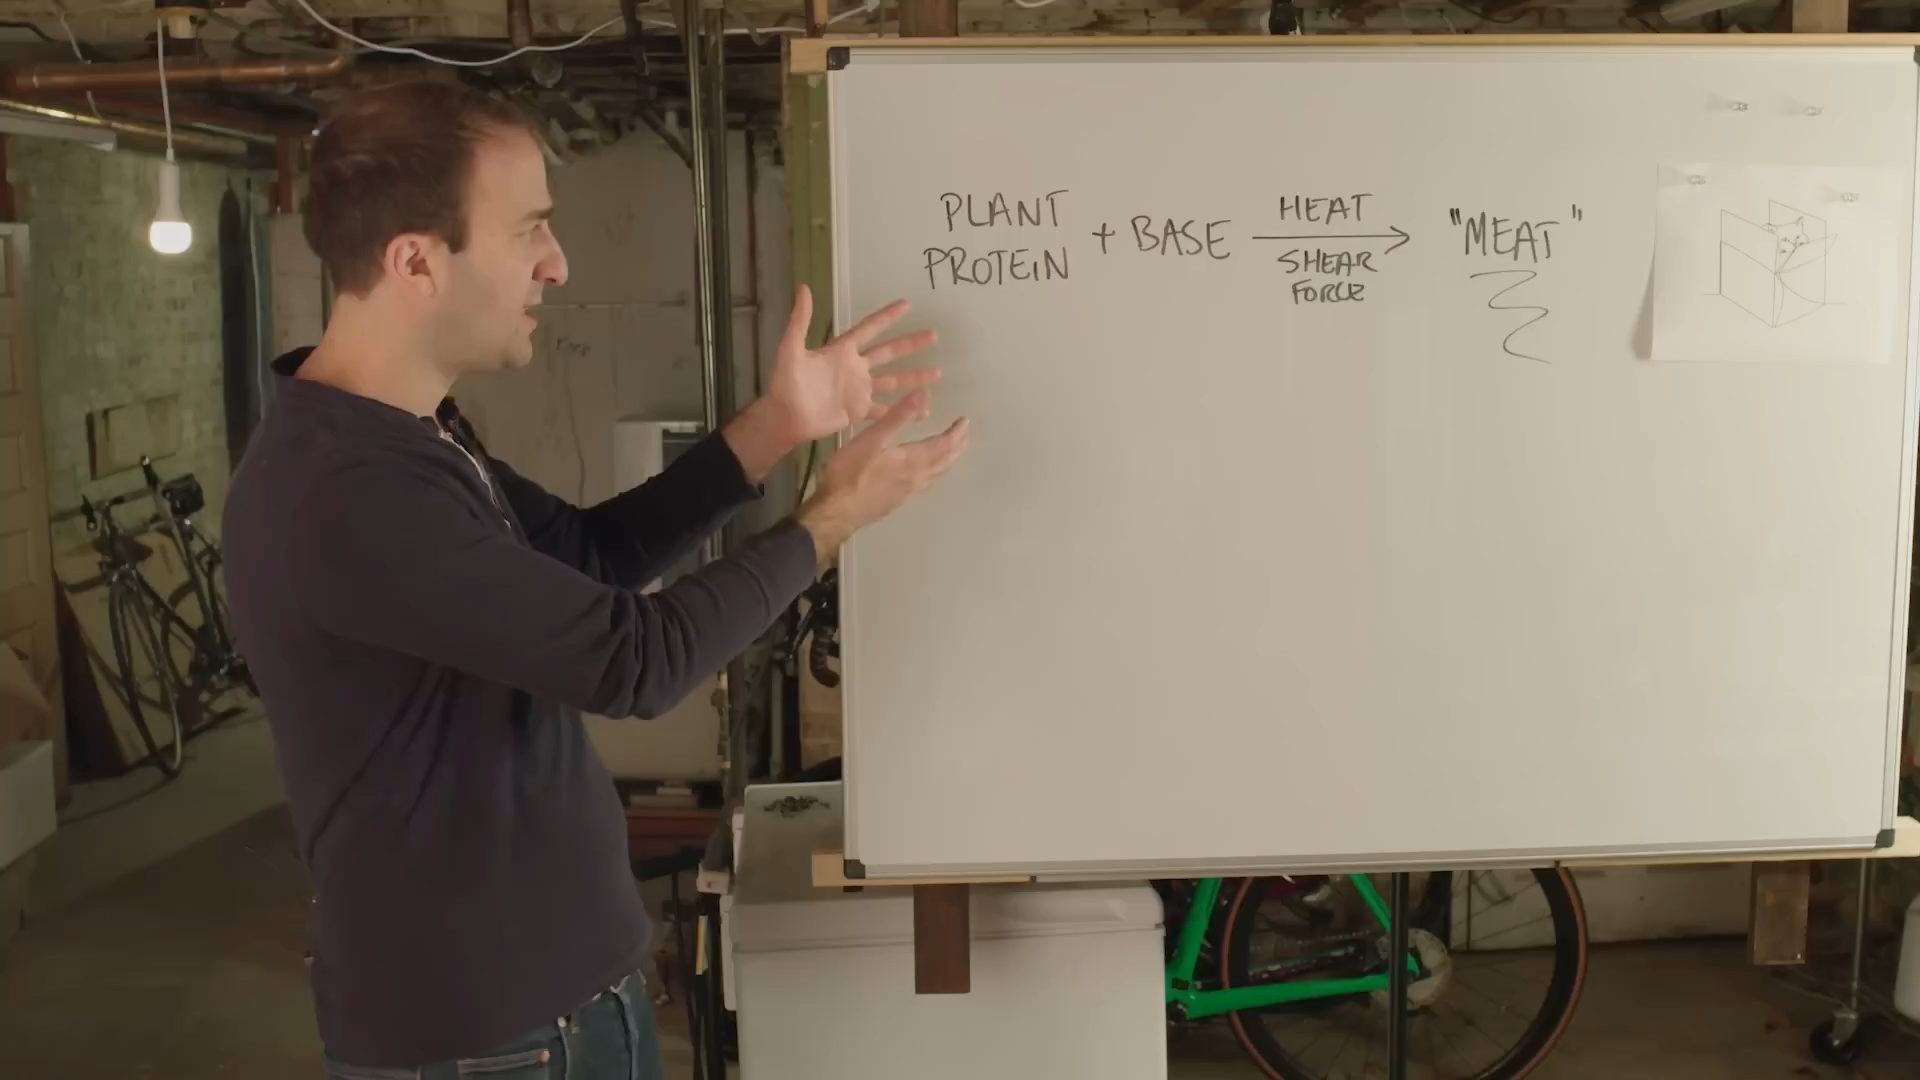 PLANT
PROTEIN
+ BASE
HEAT
SHEAR
FORCE
"MEAT"